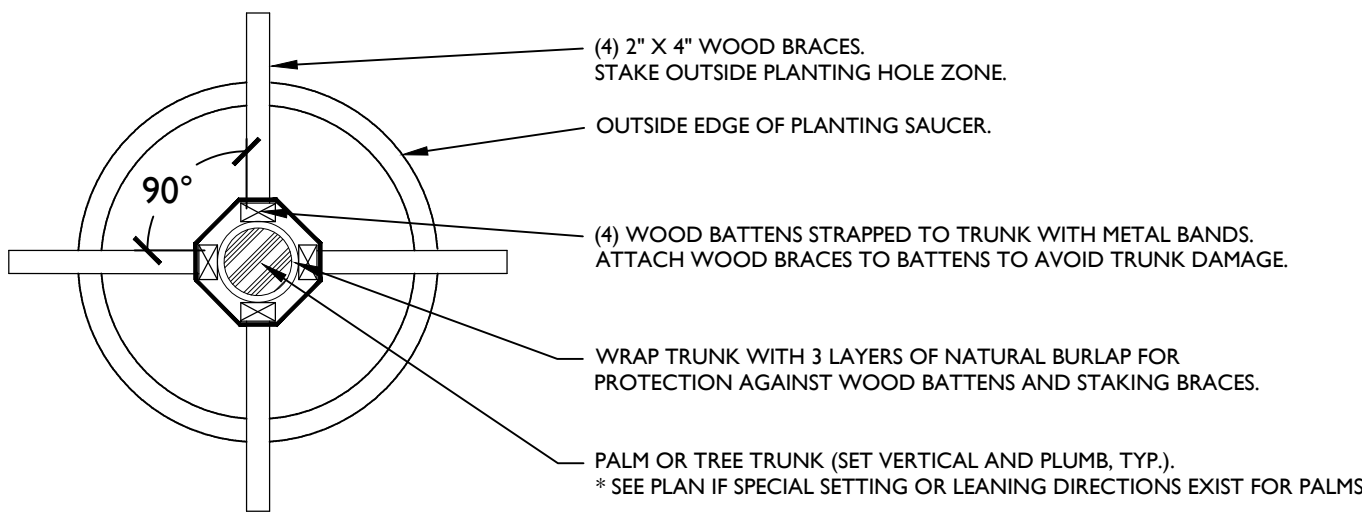 (4) 2" X 4" WOOD BRACES.
STAKE OUTSIDE PLANTING HOLE ZONE.
OUTSIDE EDGE OF PLANTING SAUCER.
90°
(4) WOOD BATTENS STRAPPED TO TRUNK WITH METAL BANDS.
ATTACH WOOD BRACES TO BATTENS TO AVOID TRUNK DAMAGE.
WRAP TRUNK WITH 3 LAYERS OF NATURAL BURLAP FOR
PROTECTION AGAINST WOOD BATTENS AND STAKING BRACES.
PALM OR TREE TRUNK (SET VERTICAL AND PLUMB, TYP.).
* SEE PLAN IF SPECIAL SETTING OR LEANING DIRECTIONS EXIST FOR PALMS